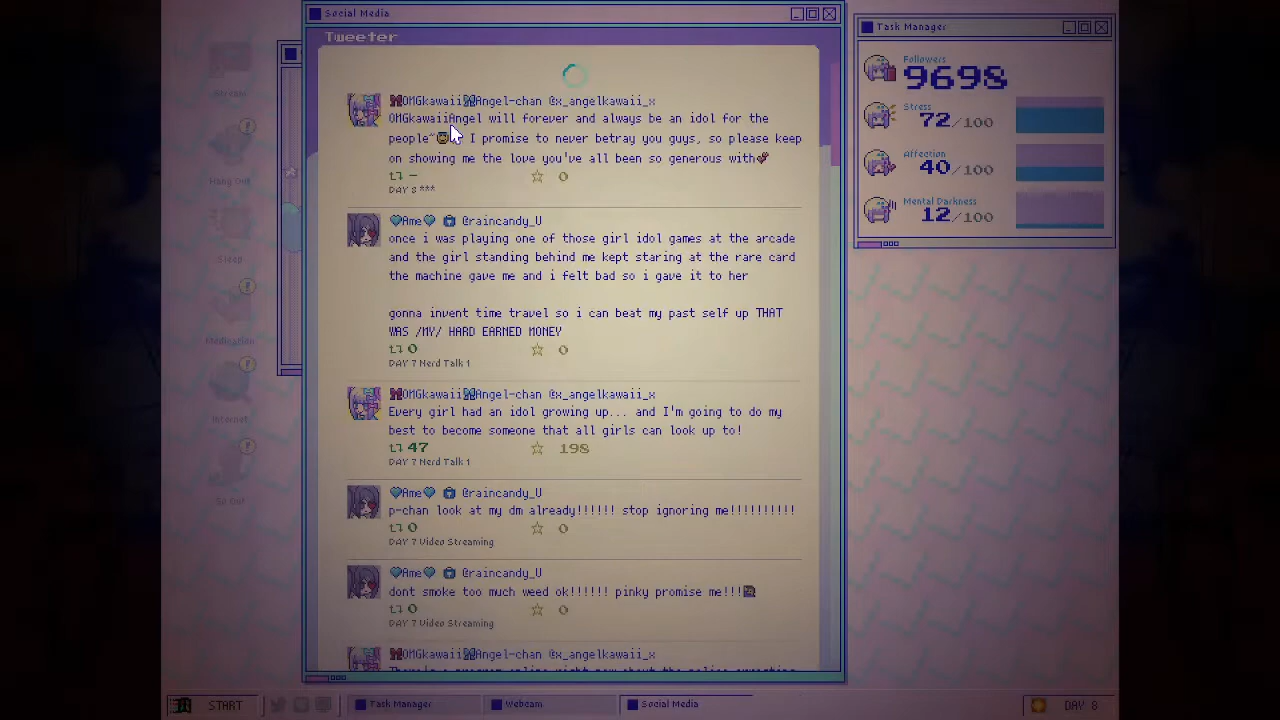 Social Media
Tweeter
OMGkawaiiAngel-chan @x_angelkawaii_x
OMGkawaiiAngel will forever and always be an idol for the
people~ I promise to never betray you guys, so please keep
on showing me the love you've all been so generous with
- 0
DAY 8 ***
Ame @raincandy_U
once i was playing one of those girl idol games at the arcade
and the girl standing behind me kept staring at the rare card
the machine gave me and i felt bad so i gave it to her
gonna invent time travel so i can beat my past self up THAT
WAS /MY/ HARD EARNED MONEY
0 0
DAY 7 Nerd Talk 1
OMGkawaiiAngel-chan @x_angelkawaii_x
Every girl had an idol growing up... and I'm going to do my
best to become someone that all girls can look up to!
47 198
DAY 7 Nerd Talk 1
Ame @raincandy_U
p-chan look at my dm already!!!!!! stop ignoring me!!!!!!!!!!
0 0
DAY 7 Video Streaming
Ame @raincandy_U
dont smoke too much weed ok!!!!!! pinky promise me!!!
0 0
DAY 7 Video Streaming
OMGkawaiiAngel-chan @x_angelkawaii_x
Task Manager
Followers
9698
Stress
72/100
Affection
40/100
Mental Darkness
12/100
Stream
Hang Out
Sleep
Medication
Internet
Go Out
START
Task Manager
Webcam
Social Media
DAY 8